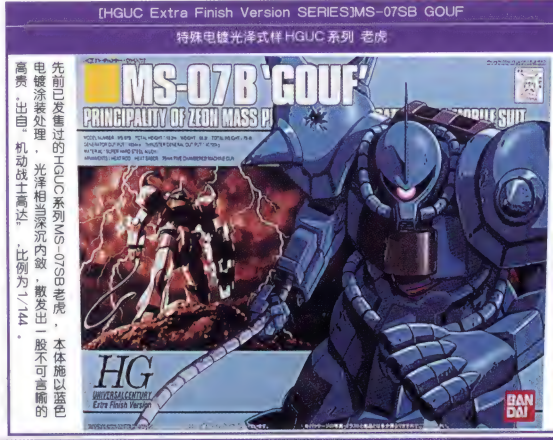 [HGUC Extra Finish Version SERIES]MS-07SB GOUF
特殊电镀光泽式样HGUC系列 老虎
先前已发售过的HGUC系列MS-07SB老虎，本体施以蓝色
电镀涂装处理，光泽相当深沉内敛，散发出一股不可言喻的
高贵，出自“机动战士高达”，比例为1/144。
MS-07B 'GOUF'
PRINCIPALITY OF ZEON MASS
MOBILE SUIT
HG
UNIVERSAL CENTURY
Extra Finish Version
BAN
DAI